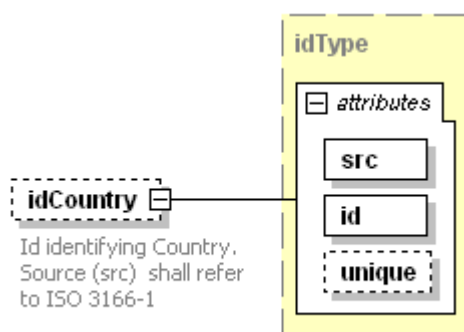 idType
attributes
src
idCountry
id
unique
Id identifying Country.
Source (src) shall refer
to ISO 3166-1